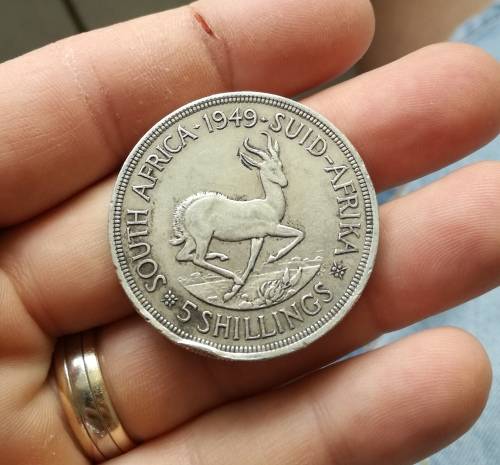 SOUTH AFRICA · 1949 · SUID-AFRIKA
5 SHILLINGS